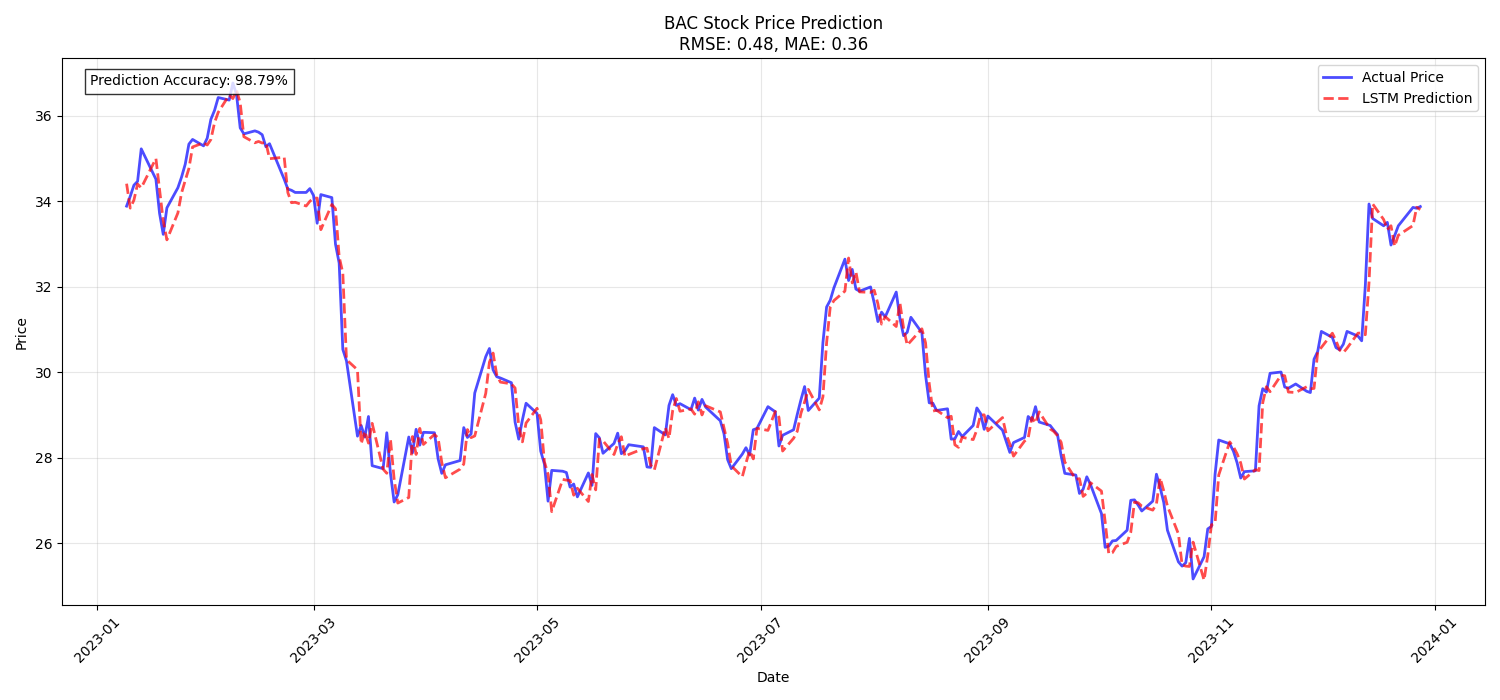 BAC Stock Price Prediction
RMSE: 0.48, MAE: 0.36
Prediction Accuracy: 98.79%
Actual Price
LSTM Prediction
Price
36
34
32
30
28
26
2023-01
2023-03
2023-05
2023-07
2023-09
2023-11
2024-01
Date